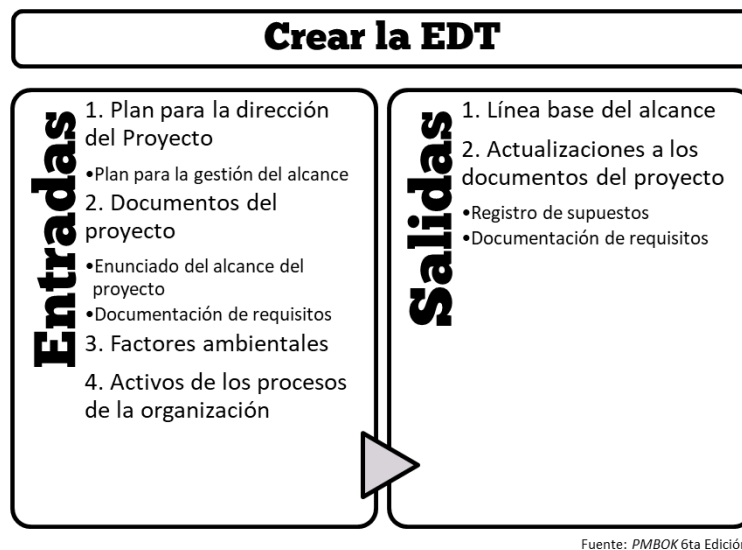 Crear la EDT
Entradas
1. Plan para la dirección
del Proyecto
•Plan para la gestión del alcance
2. Documentos del
proyecto
•Enunciado del alcance del
proyecto
•Documentación de requisitos
3. Factores ambientales
4. Activos de los procesos
de la organización
Salidas
1. Línea base del alcance
2. Actualizaciones a los
documentos del proyecto
•Registro de supuestos
•Documentación de requisitos
Fuente: PMBOK 6ta Edición